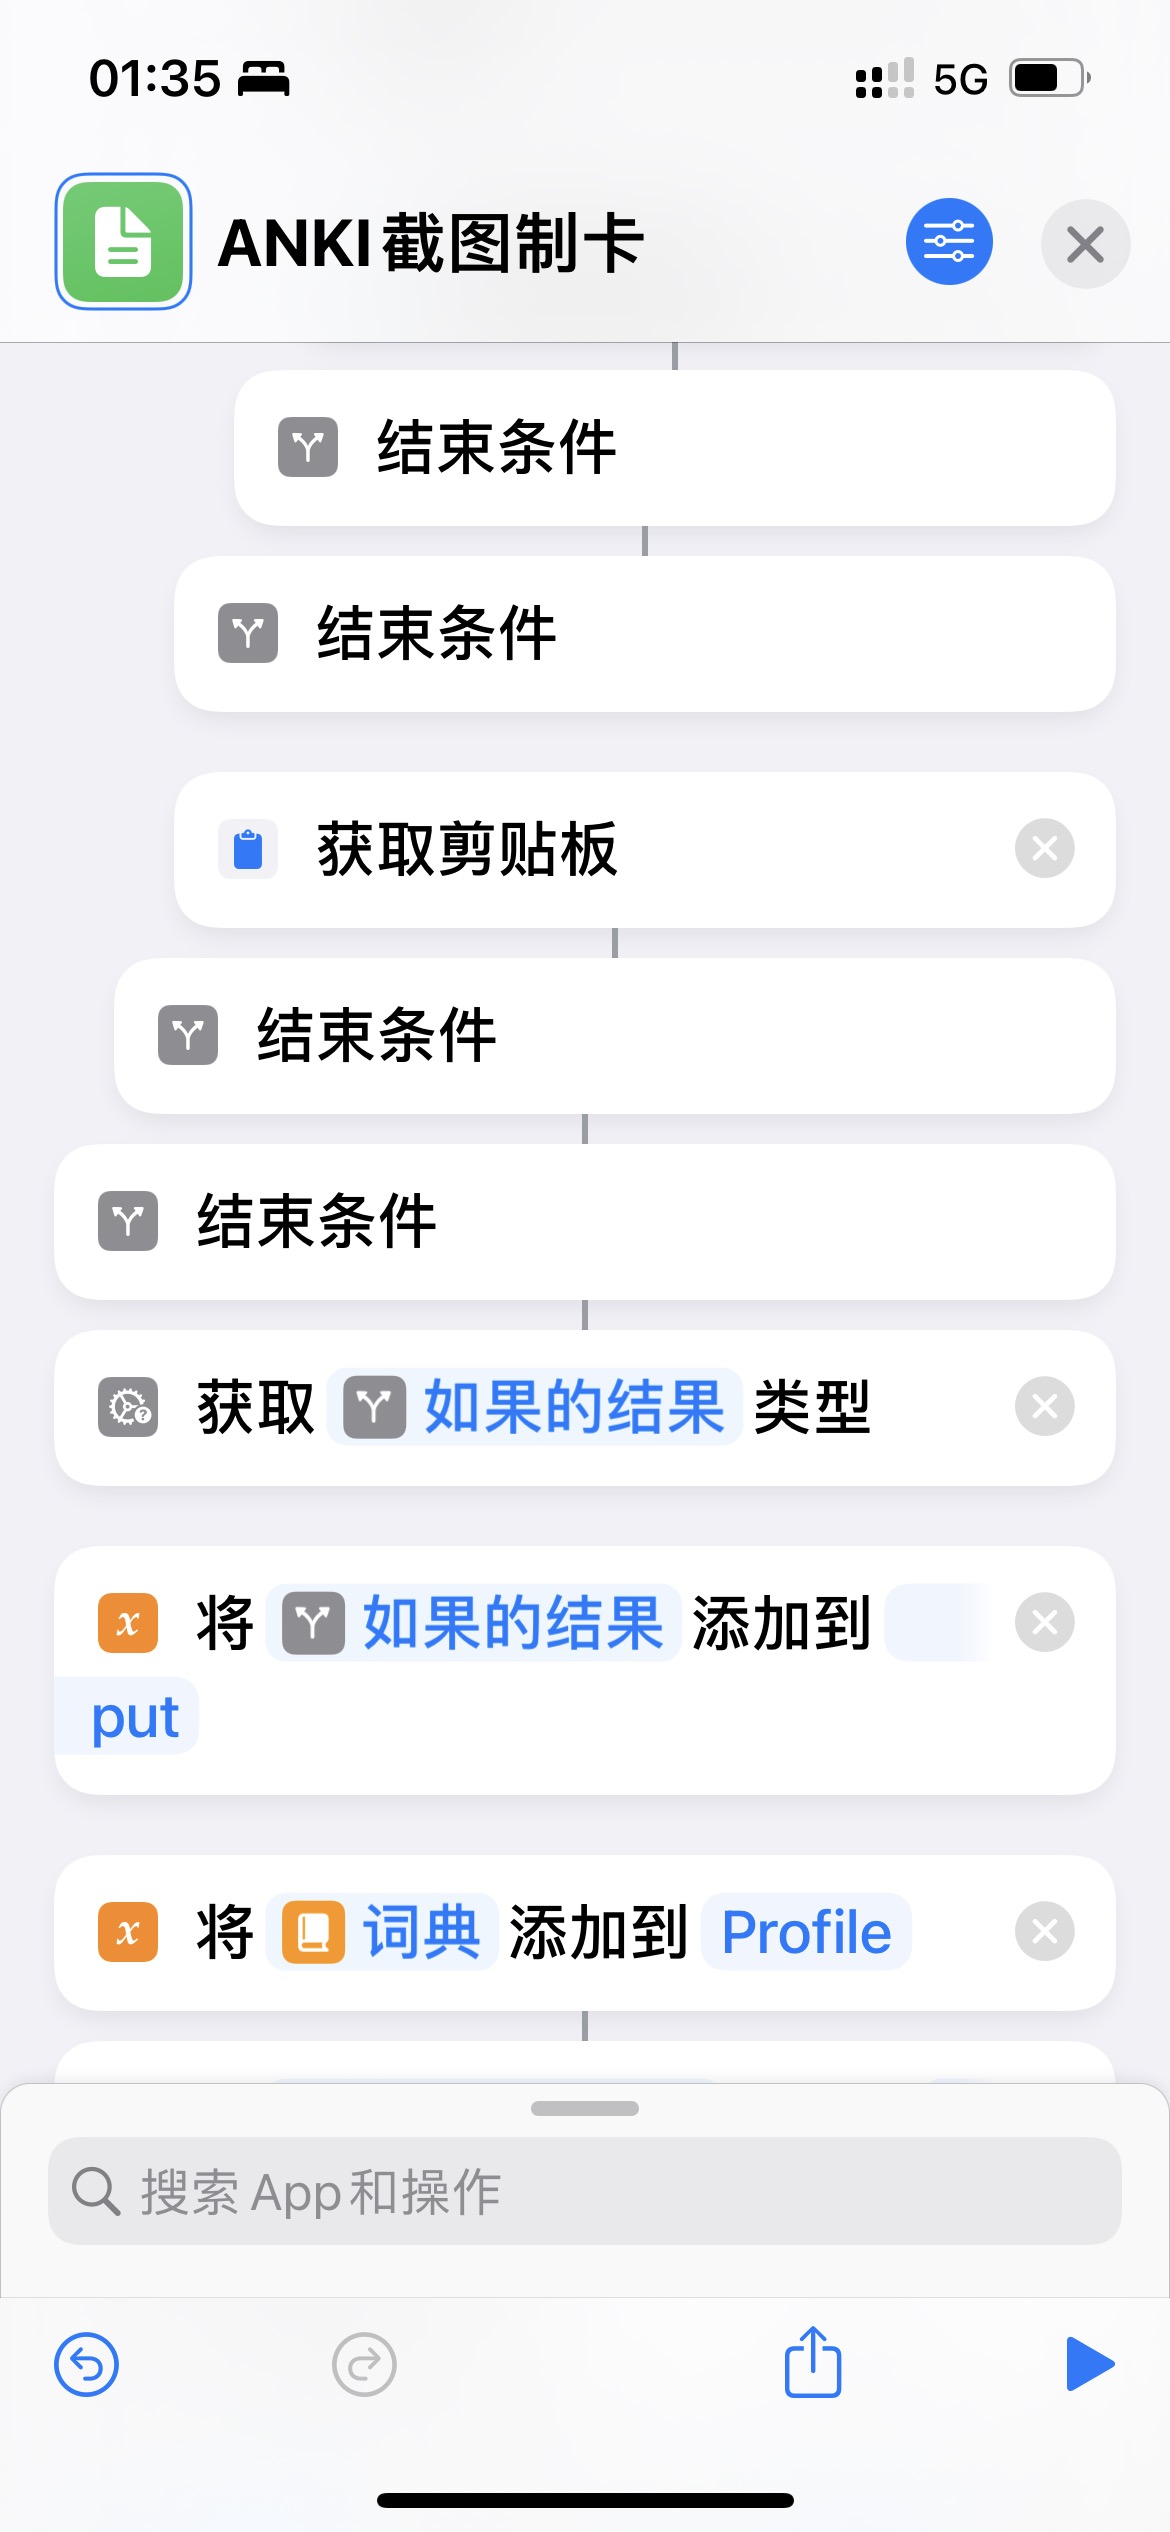 01:35 5G
ANKI截图制卡
结束条件
结束条件
获取剪贴板
结束条件
结束条件
获取 如果的结果 类型
将 如果的结果 添加到
put
将 词典 添加到 Profile
搜索 App 和操作